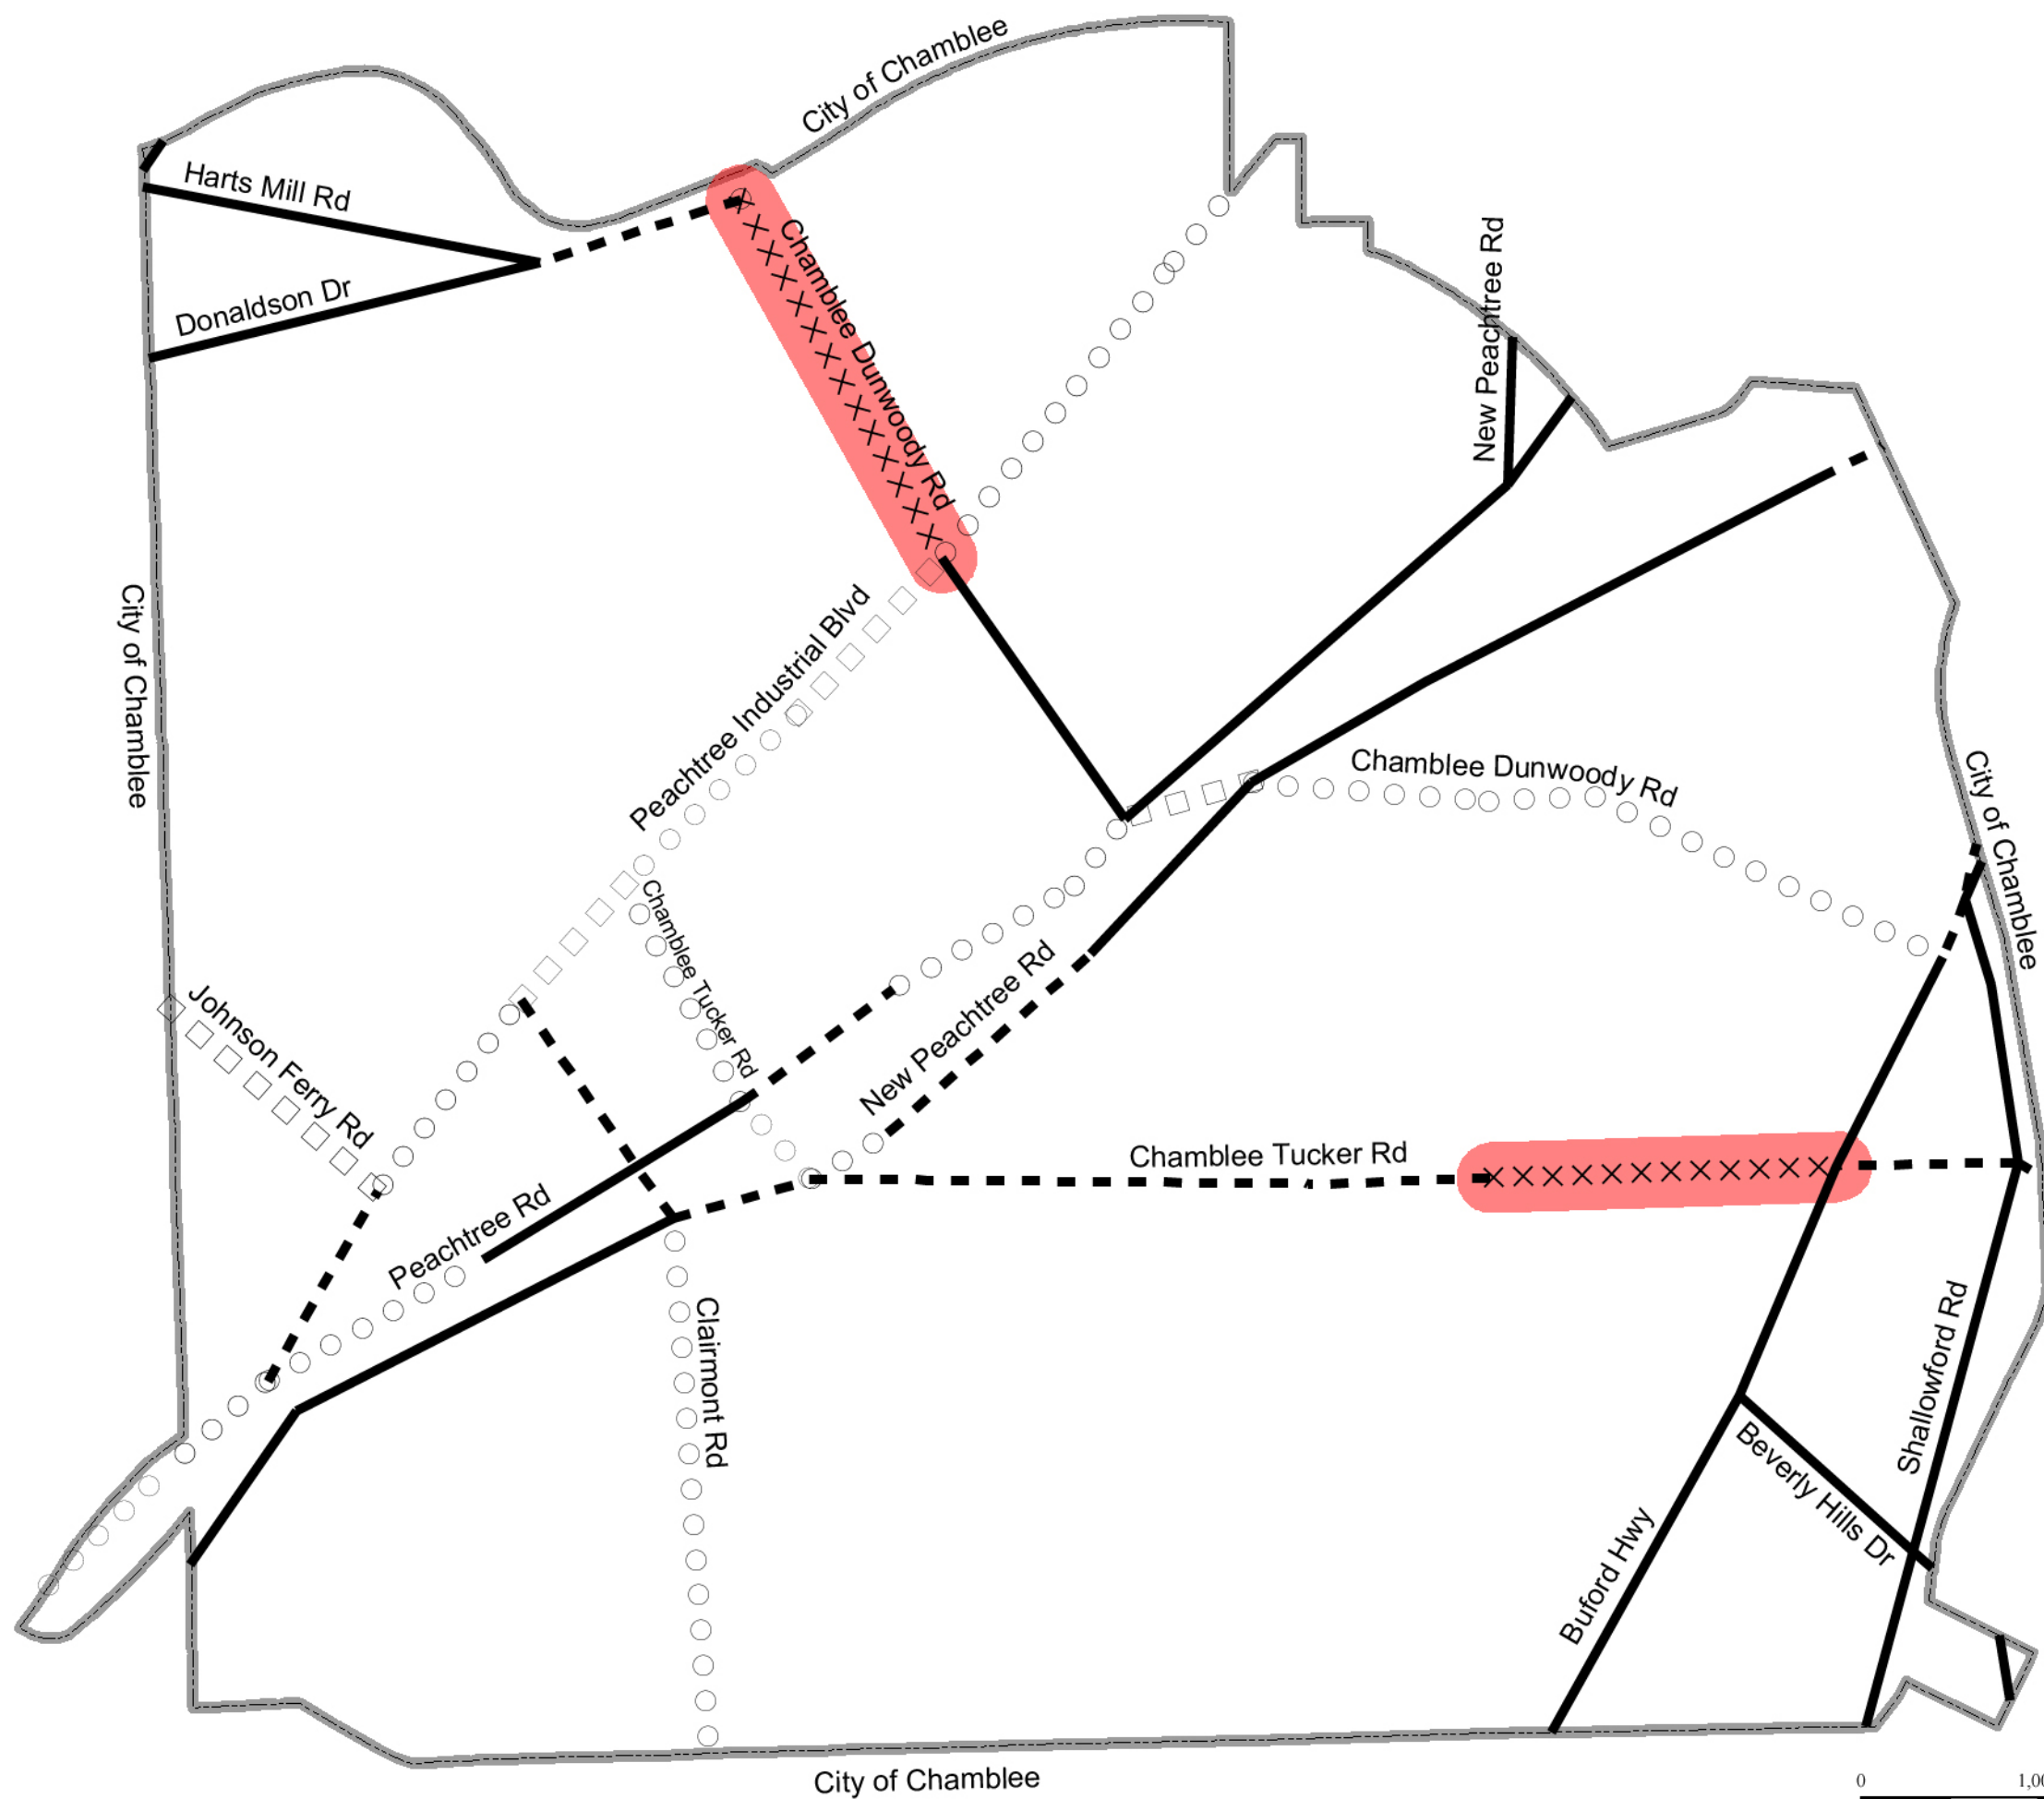 City of Chamblee
Harts Mill Rd
Donaldson Dr
Chamblee Dunwoody Rd
New Peachtree Rd
City of Chamblee
Peachtree Industrial Blvd
Chamblee Dunwoody Rd
City of Chamblee
Chamblee Tucker Rd
Johnson Ferry Rd
New Peachtree Rd
Chamblee Tucker Rd
Peachtree Rd
Clairmont Rd
Shallowford Rd
Beverly Hills Dr
Buford Hwy
City of Chamblee
0